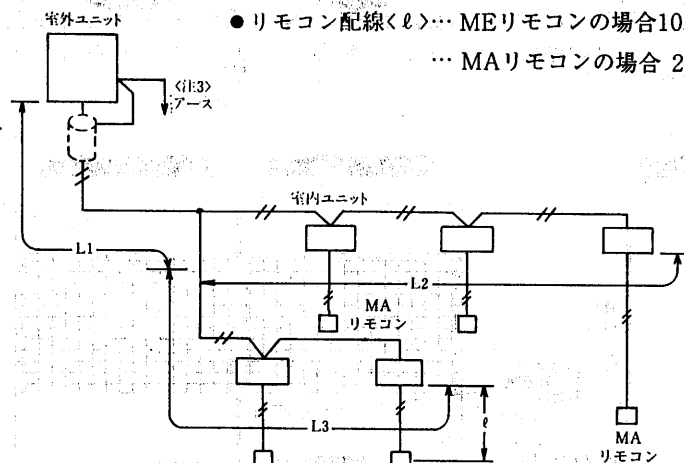 室外ユニット
●リモコン配線〈ℓ〉… MEリモコンの場合10
… MAリモコンの場合 2
〈注3〉
アース
室内ユニット
L1
L2
MA
リモコン
L3
ℓ
MA
リモコン